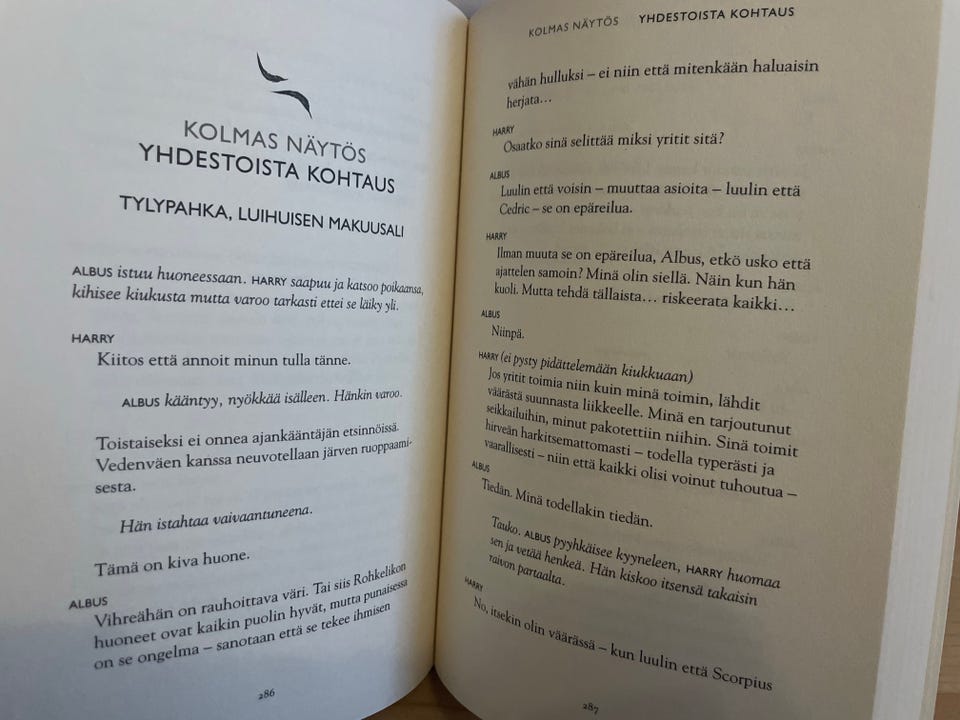 KOLMAS NÄYTÖS
YHDESTOISTA KOHTAUS
TYLYPAHKA, LUIHUISEN MAKUUSALI
ALBUS istuu huoneessaan. HARRY saapuu ja katsoo poikaansa,
kihisee kiukusta mutta varoo tarkasti ettei se läiky yli.
HARRY
Kiitos että annoit minun tulla tänne.
ALBUS kääntyy, nyökkää isälleen. Hänkin varoo.
Toistaiseksi ei onnea ajankääntäjän etsinnöissä.
Vedenväen kanssa neuvotellaan järven ruoppaami-
sesta.
Hän istahtaa vaivaantuneena.
Tämä on kiva huone.
ALBUS
Vihreähän on rauhoittava väri. Tai siis Rohkelikon
huoneet ovat kaikin puolin hyvät, mutta punaisessa
on se ongelma – sanotaan että se tekee ihmisen
286
KOLMAS NÄYTÖS YHDESTOISTA KOHTAUS
vähän hulluksi – ei niin että mitenkään haluaisin
herjata…
HARRY
Osaatko sinä selittää miksi yritit sitä?
ALBUS
Luulin että voisin – muuttaa asioita – luulin että
Cedric – se on epäreilua.
HARRY
Ilman muuta se on epäreilua, Albus, etkö usko että
ajattelen samoin? Minä olin siellä. Näin kun hän
kuoli. Mutta tehdä tällaista… riskeerata kaikki…
ALBUS
Niinpä.
HARRY (ei pysty pidättelemään kiukkuaan)
Jos yritit toimia niin kuin minä toimin, lähdit
väärästä suunnasta liikkeelle. Minä en tarjoutunut
seikkailuihin, minut pakotettiin niihin. Sinä toimit
hirveän harkitsemattomasti – todella typerästi ja
vaarallisesti – niin että kaikki olisi voinut tuhoutua –
ALBUS
Tiedän. Minä todellakin tiedän.
Tauko. ALBUS pyyhkäisee kyyneleen, HARRY huomaa
sen ja vetää henkeä. Hän kiskoo itsensä takaisin
raivon partaalta.
HARRY
No, itsekin olin väärässä – kun luulin että Scorpius
287